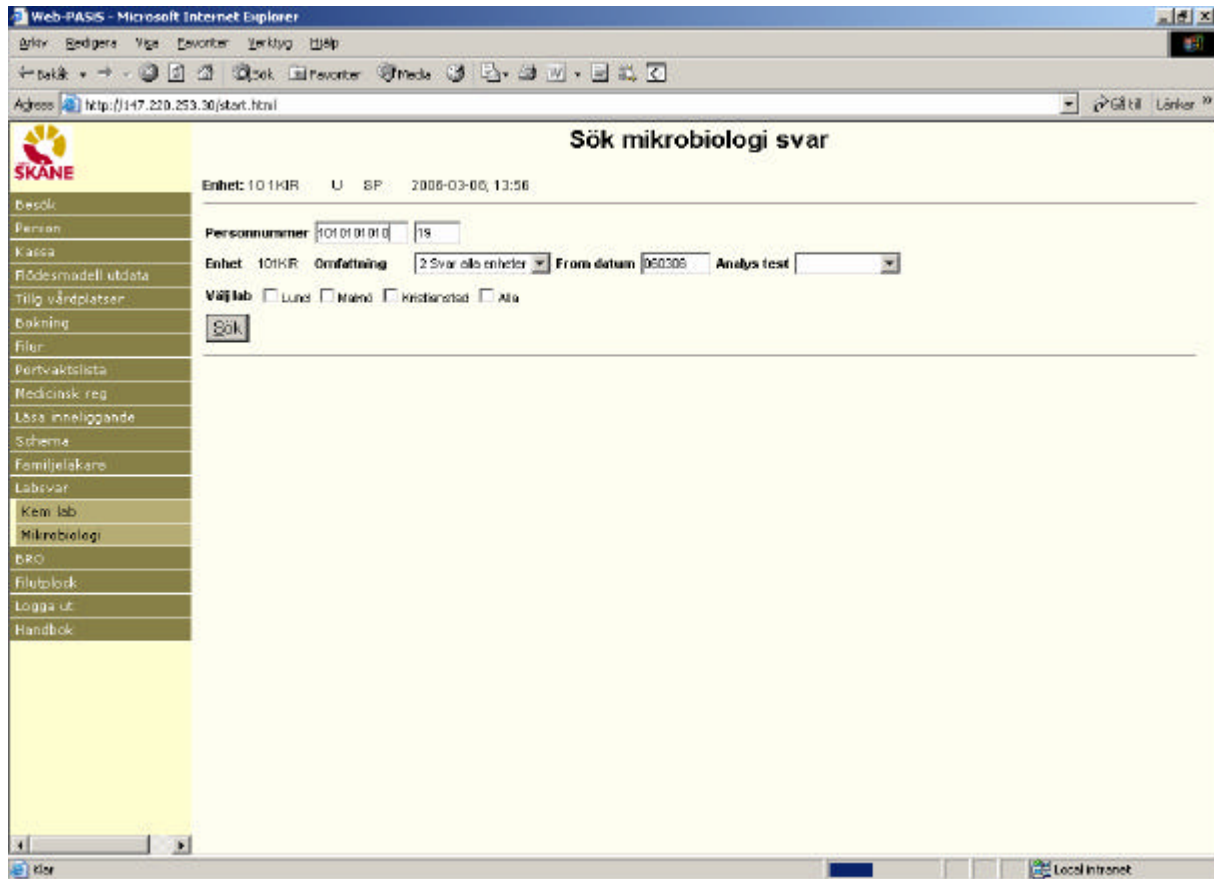 Web-PASIS - Microsoft Internet Explorer
Arkiv Redigera Visa Favoriter Verktyg Hjälp
Bakåt Sök Favoriter Media
Adress http://147.220.253.30/start.html Gå till Länkar »
SKÅNE
Sök mikrobiologi svar
Enhet: 101KIR U SP 2006-03-06, 13:56
Personnummer 1010101010 19
Enhet 101KIR Omfattning 2 Svar alla enheter From datum 060306 Analys test
Välj lab Lund Malmö Kristianstad Alla
Sök
Besök
Person
Kassa
Flödesmodell utdata
Tillg vårdplatser
Bokning
Filer
Portvaktslista
Medicinsk reg
Läsa inneliggande
Schema
Familjeläkare
Labsvar
Kem lab
Mikrobiologi
BRO
Filutplock
Logga ut
Handbok
Klar Local intranet